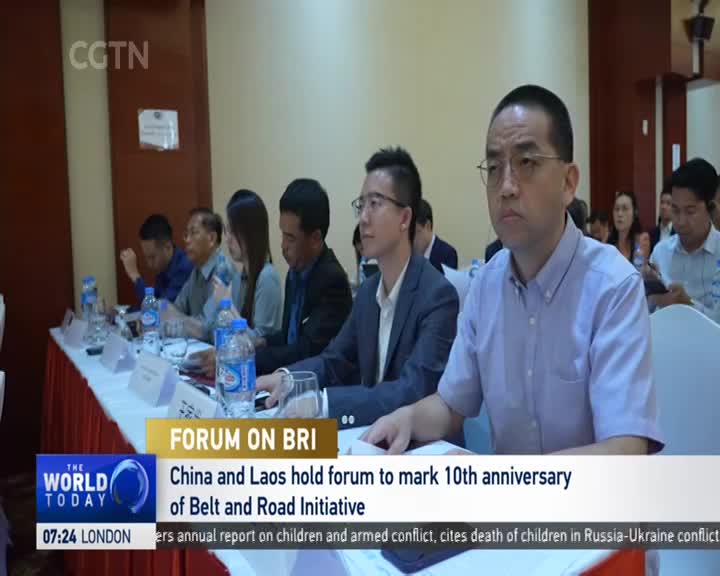 CGTN
FORUM ON BRI
China and Laos hold forum to mark 10th anniversary
of Belt and Road Initiative
THE
WORLD
TODAY
07:24 LONDON
ers annual report on children and armed conflict, cites death of children in Russia-Ukraine conflict